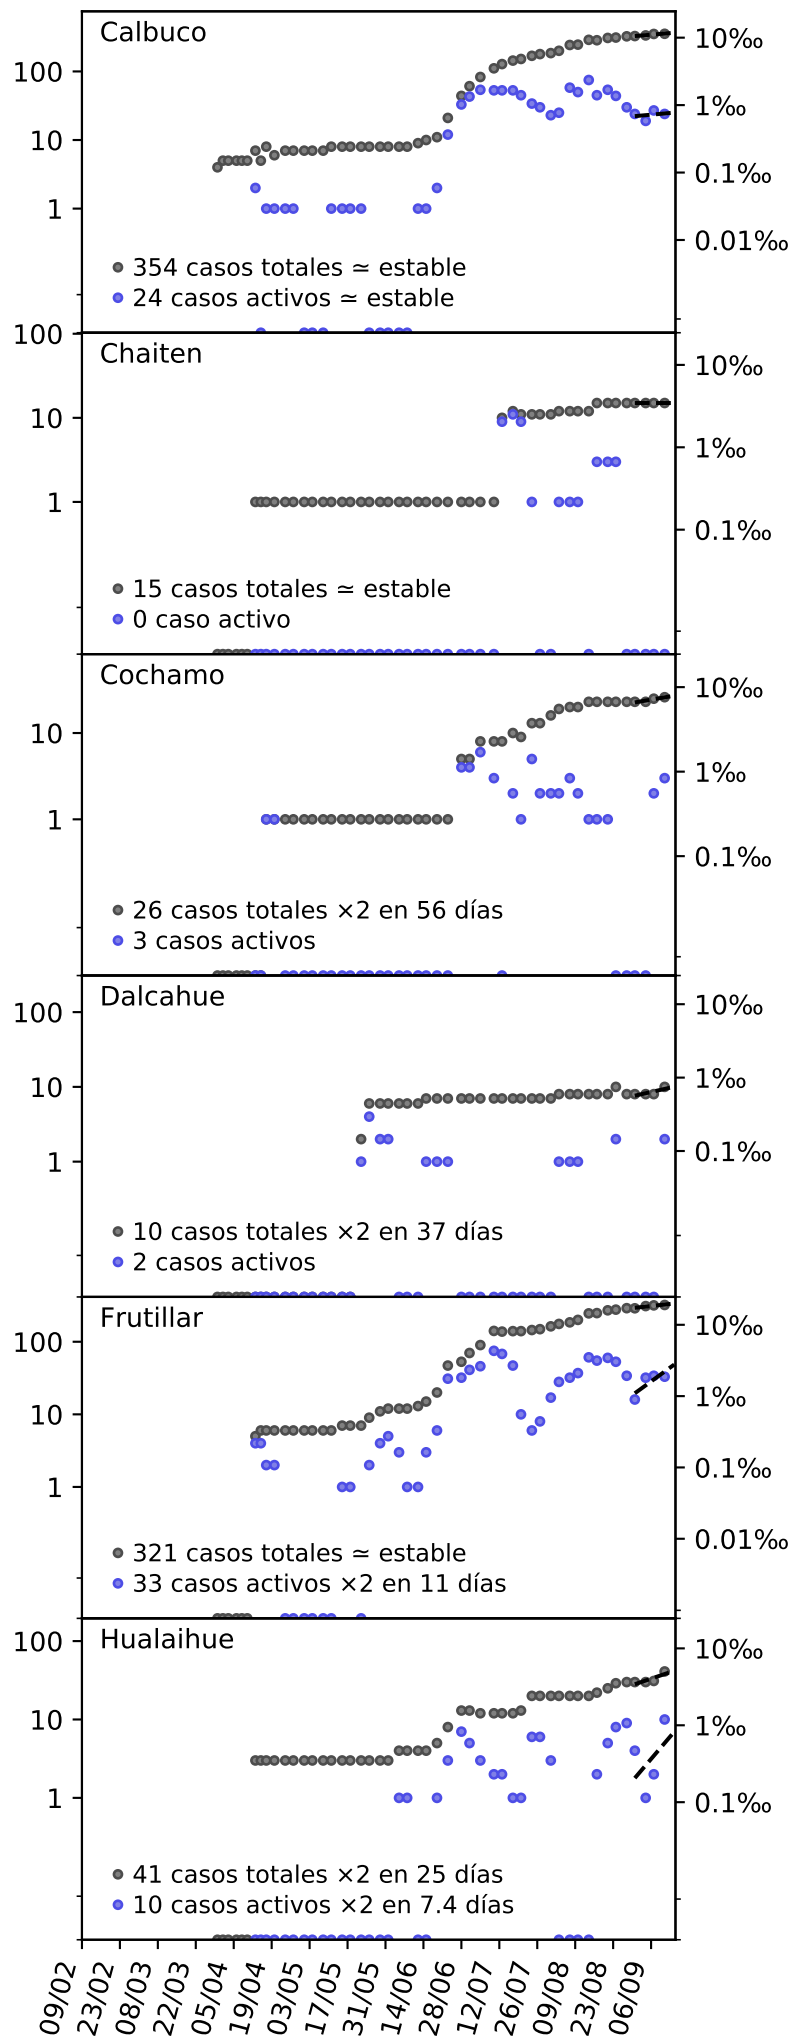 Calbuco
100
10
1
10‰
1‰
0.1‰
0.01‰
354 casos totales ≃ estable
24 casos activos ≃ estable
Chaiten
100
10
1
10‰
1‰
0.1‰
15 casos totales ≃ estable
0 caso activo
Cochamo
10
1
10‰
1‰
0.1‰
26 casos totales ×2 en 56 días
3 casos activos
Dalcahue
100
10
1
10‰
1‰
0.1‰
10 casos totales ×2 en 37 días
2 casos activos
Frutillar
100
10
1
10‰
1‰
0.1‰
0.01‰
321 casos totales ≃ estable
33 casos activos ×2 en 11 días
Hualaihue
100
10
1
10‰
1‰
0.1‰
41 casos totales ×2 en 25 días
10 casos activos ×2 en 7.4 días
09/02
23/02
08/03
22/03
05/04
19/04
03/05
17/05
31/05
14/06
28/06
12/07
26/07
09/08
23/08
06/09